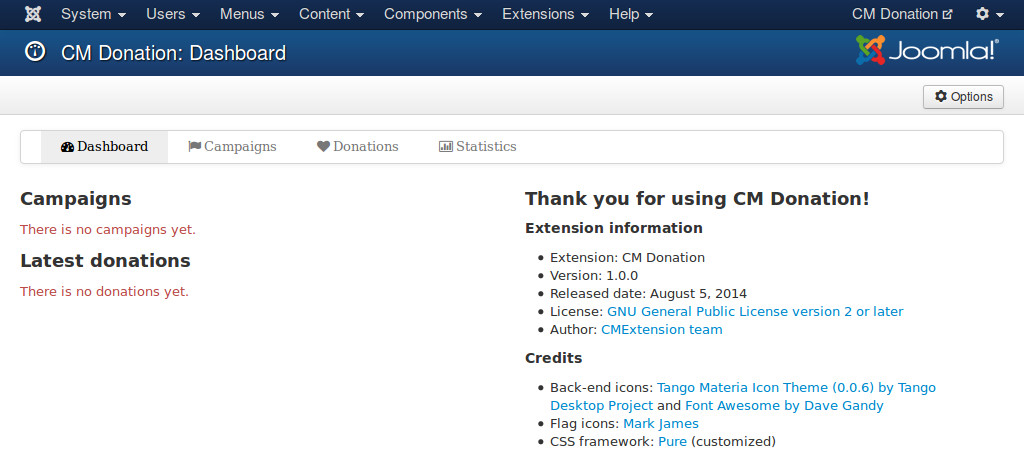 System Users Menus Content Components Extensions Help CM Donation
CM Donation: Dashboard Joomla!®
Options
Dashboard Campaigns Donations Statistics
Campaigns
There is no campaigns yet.
Latest donations
There is no donations yet.
Thank you for using CM Donation!
Extension information
Extension: CM Donation
Version: 1.0.0
Released date: August 5, 2014
License: GNU General Public License version 2 or later
Author: CMExtension team
Credits
Back-end icons: Tango Materia Icon Theme (0.0.6) by Tango
Desktop Project and Font Awesome by Dave Gandy
Flag icons: Mark James
CSS framework: Pure (customized)